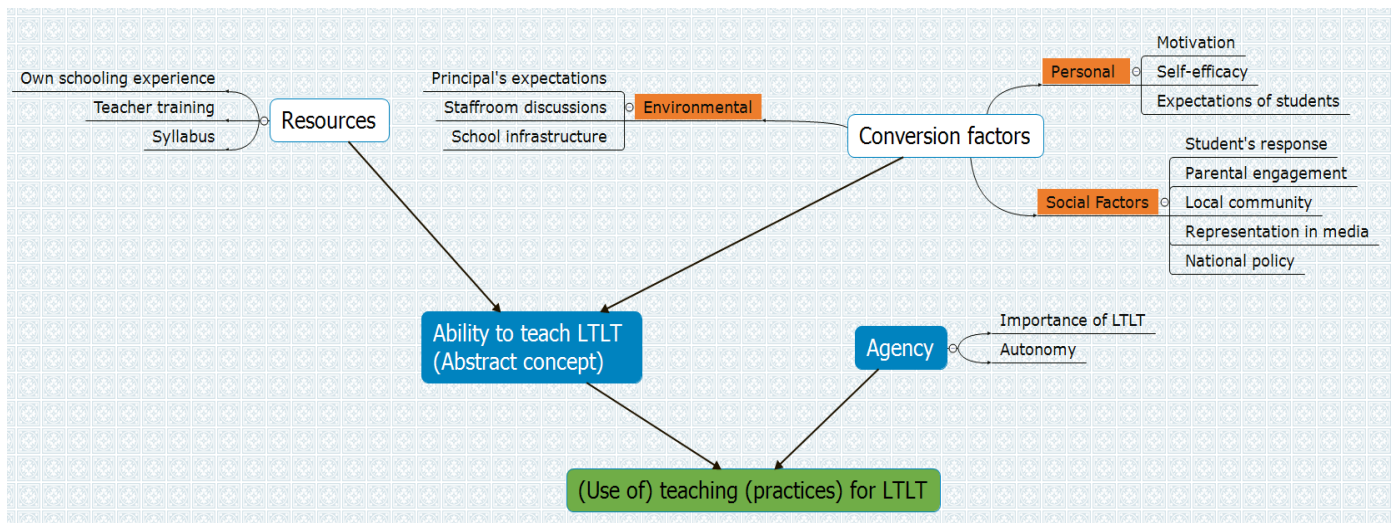 Own schooling experience
Teacher training
Syllabus
Resources
Principal's expectations
Staffroom discussions
School infrastructure
Environmental
Conversion factors
Personal
Motivation
Self-efficacy
Expectations of students
Social Factors
Student's response
Parental engagement
Local community
Representation in media
National policy
Ability to teach LTLT
(Abstract concept)
Agency
Importance of LTLT
Autonomy
(Use of) teaching (practices) for LTLT